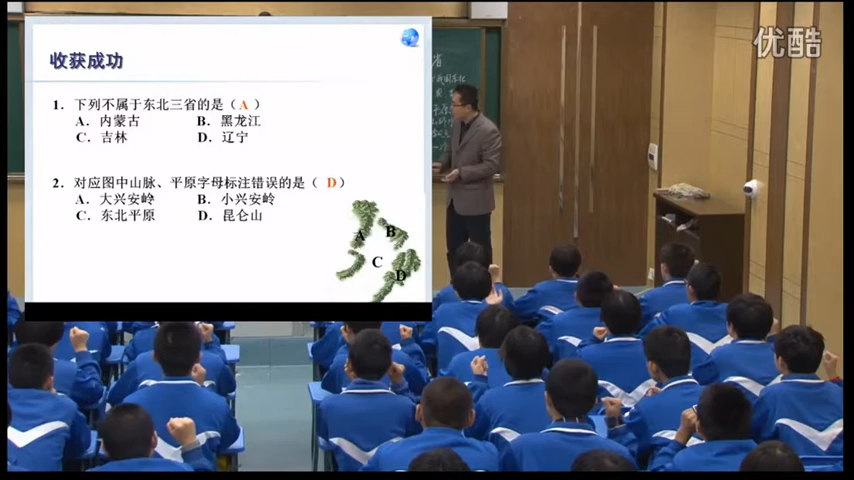 收获成功
1．下列不属于东北三省的是（ A ）
A．内蒙古 B．黑龙江
C．吉林 D．辽宁
2．对应图中山脉、平原字母标注错误的是（ D ）
A．大兴安岭 B．小兴安岭
C．东北平原 D．昆仑山
A
B
C
D
优酷
省